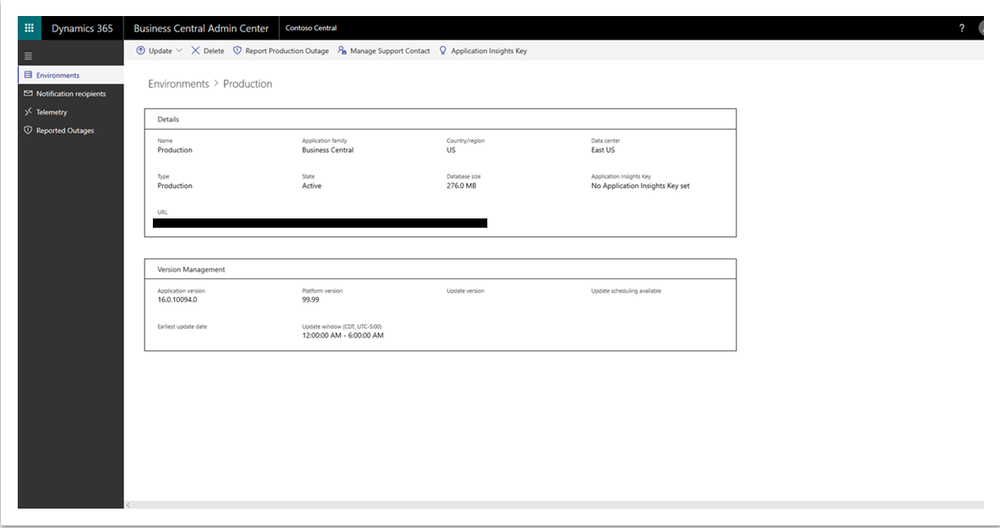 Dynamics 365 Business Central Admin Center Contoso Central ?
Update Delete Report Production Outage Manage Support Contact Application Insights Key
Environments
Notification recipients
Telemetry
Reported Outages
Environments > Production
Details
Name Application family Country/region Data center
Production Business Central US East US
Type State Database size Application Insights Key
Production Active 276.0 MB No Application Insights Key set
URL
Version Management
Application version Platform version Update version Update scheduling available
16.0.10094.0 99.99
Earliest update date Update window (CDT, UTC-5:00)
12:00:00 AM - 6:00:00 AM